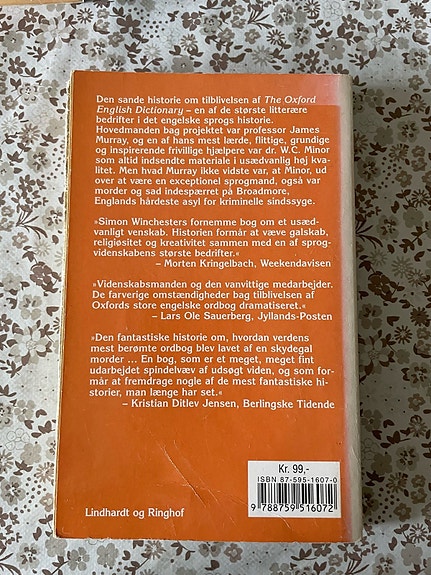 Den sande historie om tilblivelsen af The Oxford
English Dictionary – en af de største litterære
bedrifter i det engelske sprogs historie.
Hovedmanden bag projektet var professor James
Murray, og en af hans mest lærde, flittige, grundige
og inspirerende frivillige hjælpere var dr. W.C. Minor
som altid indsendte materiale i usædvanlig høj kva-
litet. Men hvad Murray ikke vidste var, at Minor, ud
over at være en exceptionel sprogmand, også var
morder og sad indespærret på Broadmore,
Englands hårdeste asyl for kriminelle sindssyge.
»Simon Winchesters fornemme bog om et usæd-
vanligt venskab. Historien formår at væve galskab,
religiøsitet og kreativitet sammen med en af sprog-
videnskabens største bedrifter.«
– Morten Kringelbach, Weekendavisen
»Videnskabsmanden og den vanvittige medarbejder.
De farverige omstændigheder bag tilblivelsen af
Oxfords store engelske ordbog dramatiseret.«
– Lars Ole Sauerberg, Jyllands-Posten
»Den fantastiske historie om, hvordan verdens
mest berømte ordbog blev lavet af en skydegal
morder ... En bog, som er et meget, meget fint
udarbejdet spindelvæv af udsøgt viden, og som for-
mår at fremdrage nogle af de mest fantastiske hi-
storier, man længe har set.«
– Kristian Ditlev Jensen, Berlingske Tidende
Kr. 99,-
ISBN 87-595-1607-0
9 788759 516072
Lindhardt og Ringhof